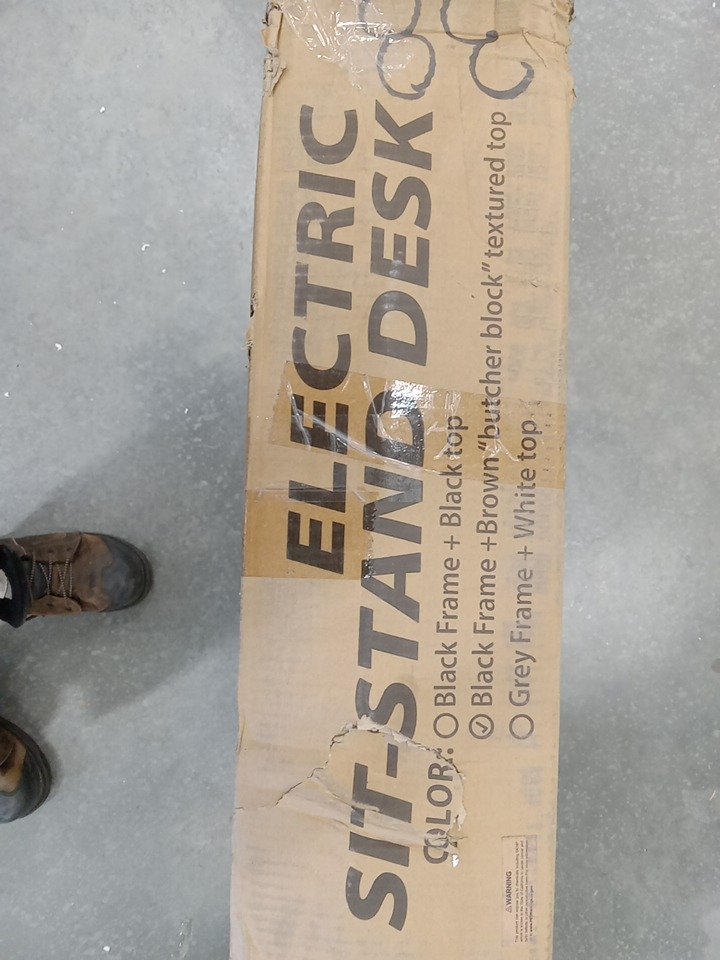 ELECTRIC
SIT-STAND DESK
COLOR:
Black Frame + Black top
Black Frame +Brown "butcher block" textured top
Grey Frame + White top
WARNING